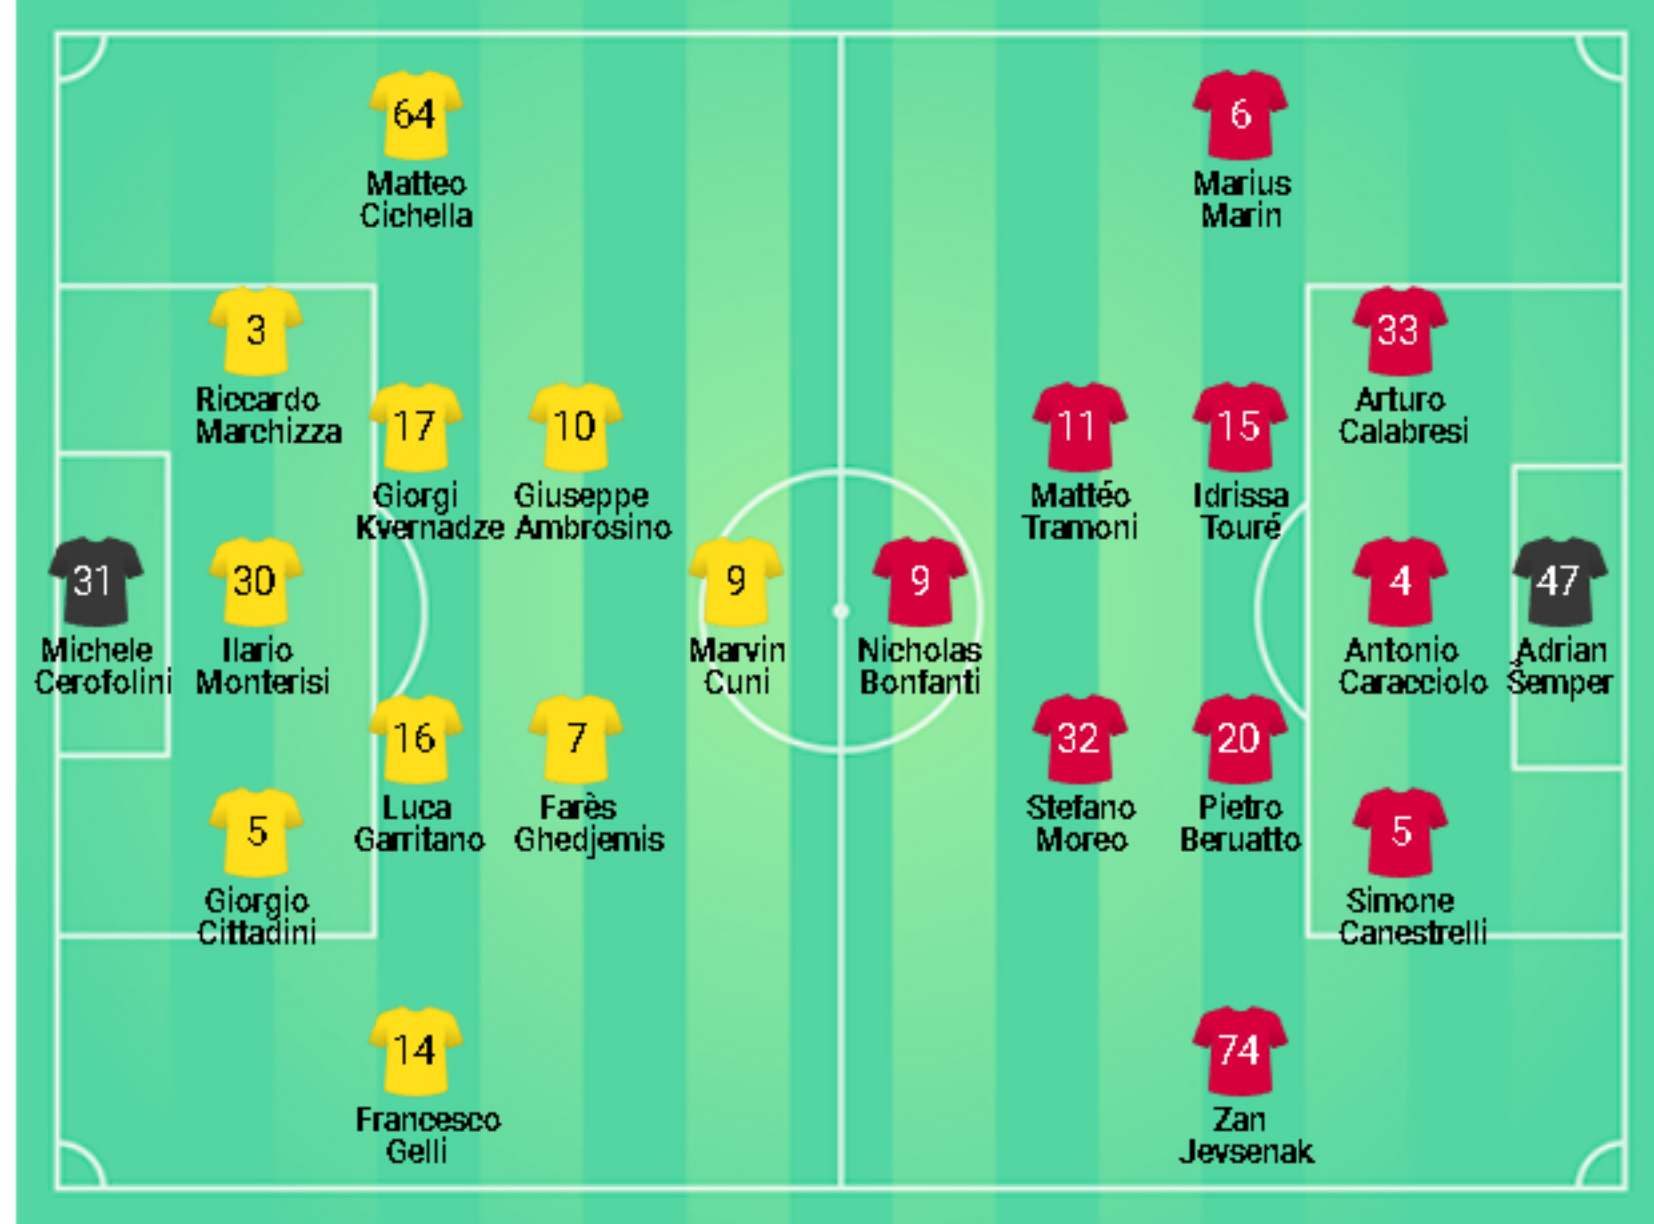 64
Matteo
Cichella
6
Marius
Marin
3
Riccardo
Marchizza
33
Arturo
Calabresi
17
Giorgi
Kvernadze
10
Giuseppe
Ambrosino
11
Mattéo
Tramoni
15
Idrissa
Touré
31
Michele
Cerofolini
30
Ilario
Monterisi
9
Marvin
Cuni
9
Nicholas
Bonfanti
4
Antonio
Caracciolo
47
Adrian
Šemper
16
Luca
Garritano
7
Farès
Ghedjemis
32
Stefano
Moreo
20
Pietro
Beruatto
5
Giorgio
Cittadini
5
Simone
Canestrelli
14
Francesco
Gelli
74
Zan
Jevsenak